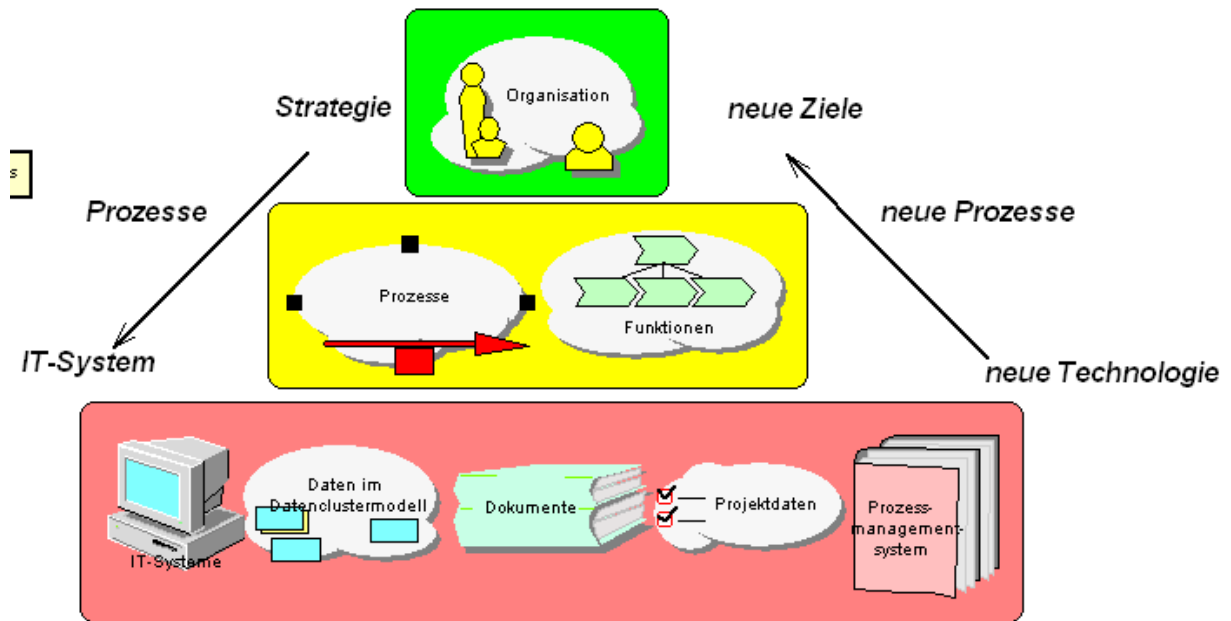 Organisation
Strategie
neue Ziele
s
Prozesse
neue Prozesse
Prozesse
Funktionen
IT-System
neue Technologie
IT-Systeme
Daten im
Datenclustermodell
Dokumente
Projektdaten
Prozess-
management-
system